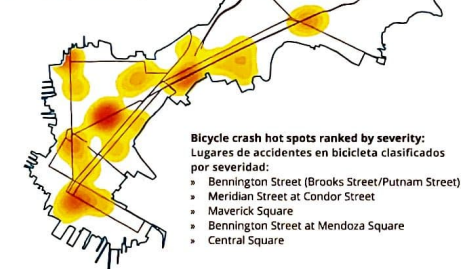 Bicycle crash hot spots ranked by severity:
Lugares de accidentes en bicicleta clasificados
por severidad:
» Bennington Street (Brooks Street/Putnam Street)
» Meridian Street at Condor Street
» Maverick Square
» Bennington Street at Mendoza Square
» Central Square